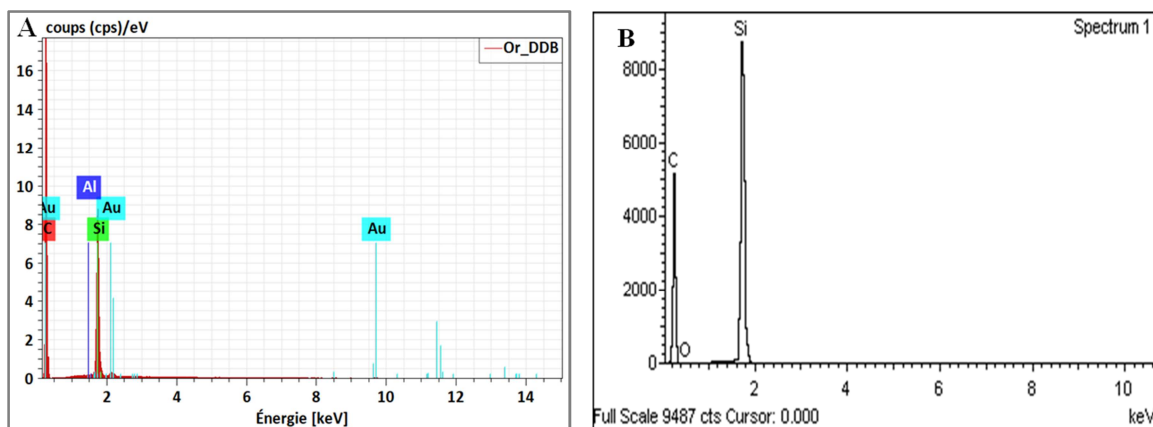 A
coups (cps)/eV
Or_DDB
16
14
12
10
8
6
4
2
0
Al
Au
Au
C
Si
Au
2
4
6
8
10
12
14
Énergie [keV]
B
Spectrum 1
8000
6000
4000
2000
0
Si
C
O
2
4
6
8
10
Full Scale 9487 cts Cursor: 0.000
keV